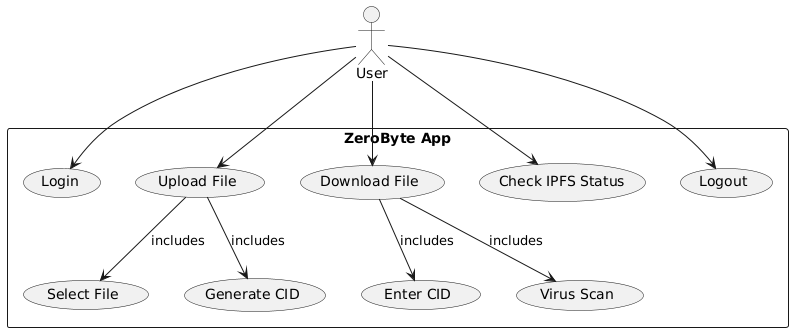 User
ZeroByte App
Login
Upload File
Download File
Check IPFS Status
Logout
includes
includes
includes
includes
Select File
Generate CID
Enter CID
Virus Scan